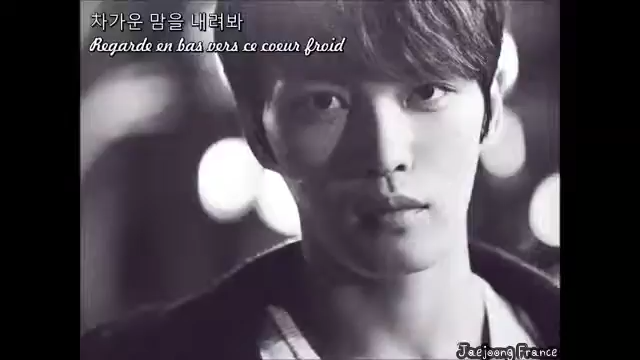 차가운 맘을 내려봐
Regarde en bas vers ce coeur froid
Jaejoong France